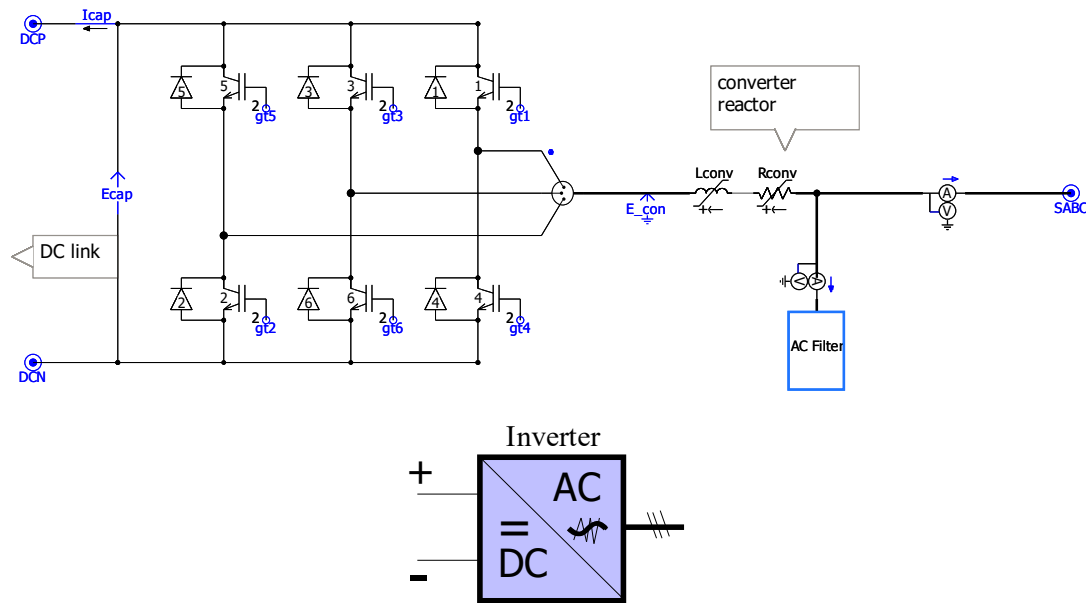 Icap
DCP
5
5
2
gt5
3
3
2
gt3
1
1
2
gt1
converter
reactor
Ecap
Lconv
Rconv
E_con
A
V
SABC
DC link
2
2
2
gt2
6
6
2
gt6
4
4
2
gt4
V
A
AC Filter
DCN
Inverter
+
AC
=
DC
-